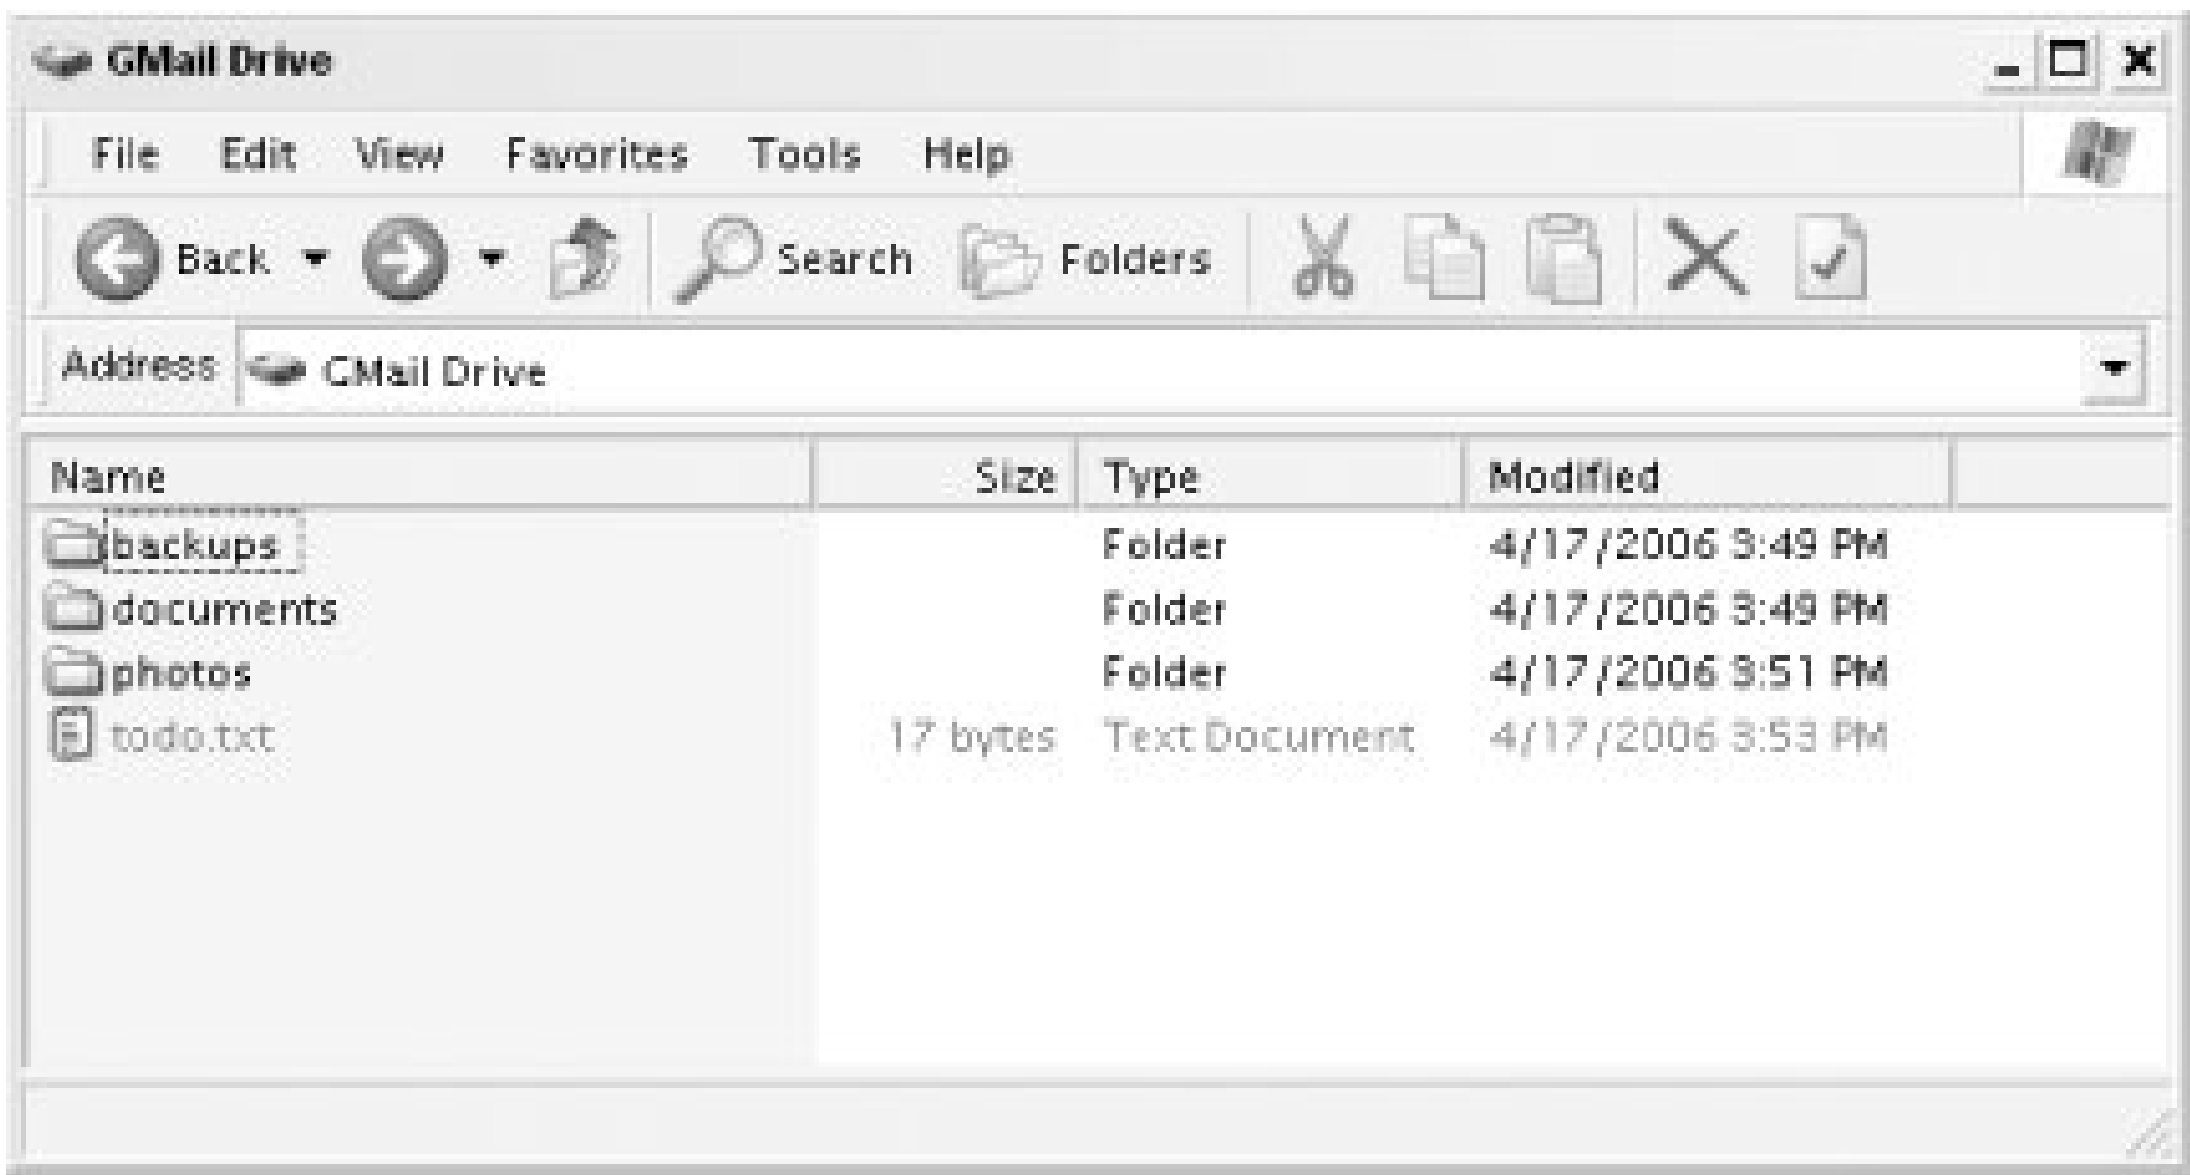 GMail Drive
File Edit View Favorites Tools Help
Back Search Folders
Address GMail Drive
Name Size Type Modified
backups Folder 4/17/2006 3:49 PM
documents Folder 4/17/2006 3:49 PM
photos Folder 4/17/2006 3:51 PM
todo.txt 17 bytes Text Document 4/17/2006 3:53 PM